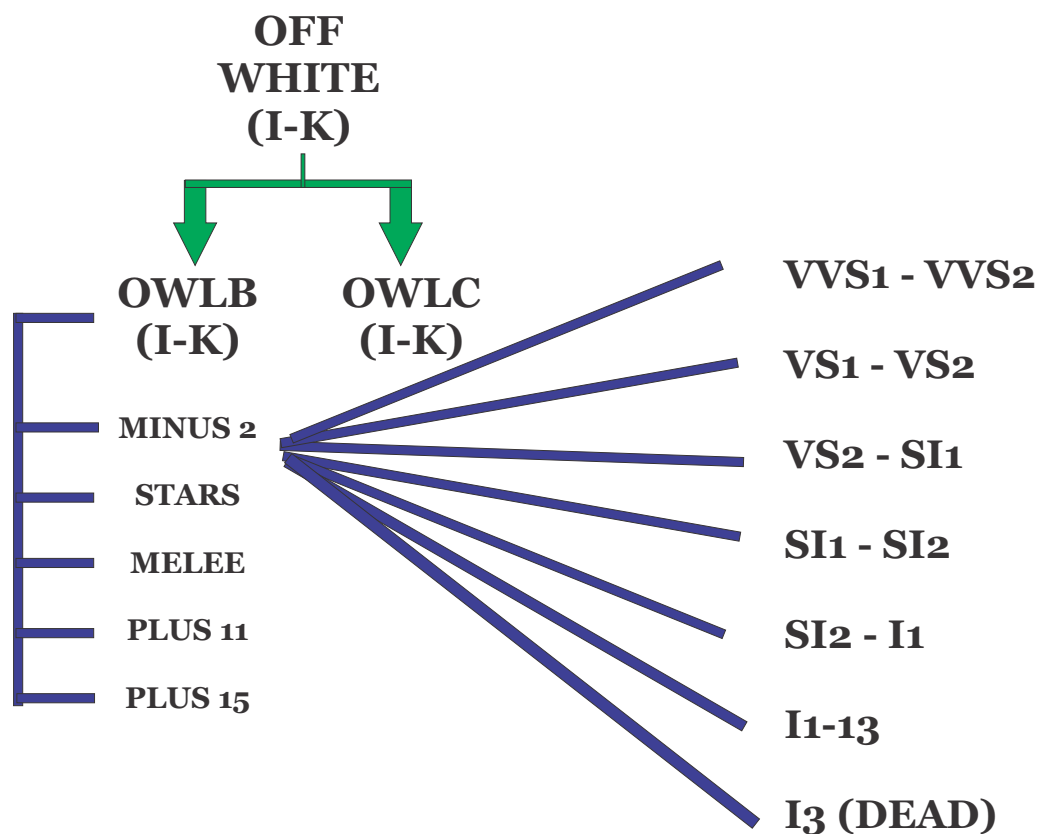 OFF
WHITE
(I-K)
OWLB
(I-K)
OWLC
(I-K)
MINUS 2
STARS
MELEE
PLUS 11
PLUS 15
VVS1 - VVS2
VS1 - VS2
VS2 - SI1
SI1 - SI2
SI2 - I1
I1-13
I3 (DEAD)